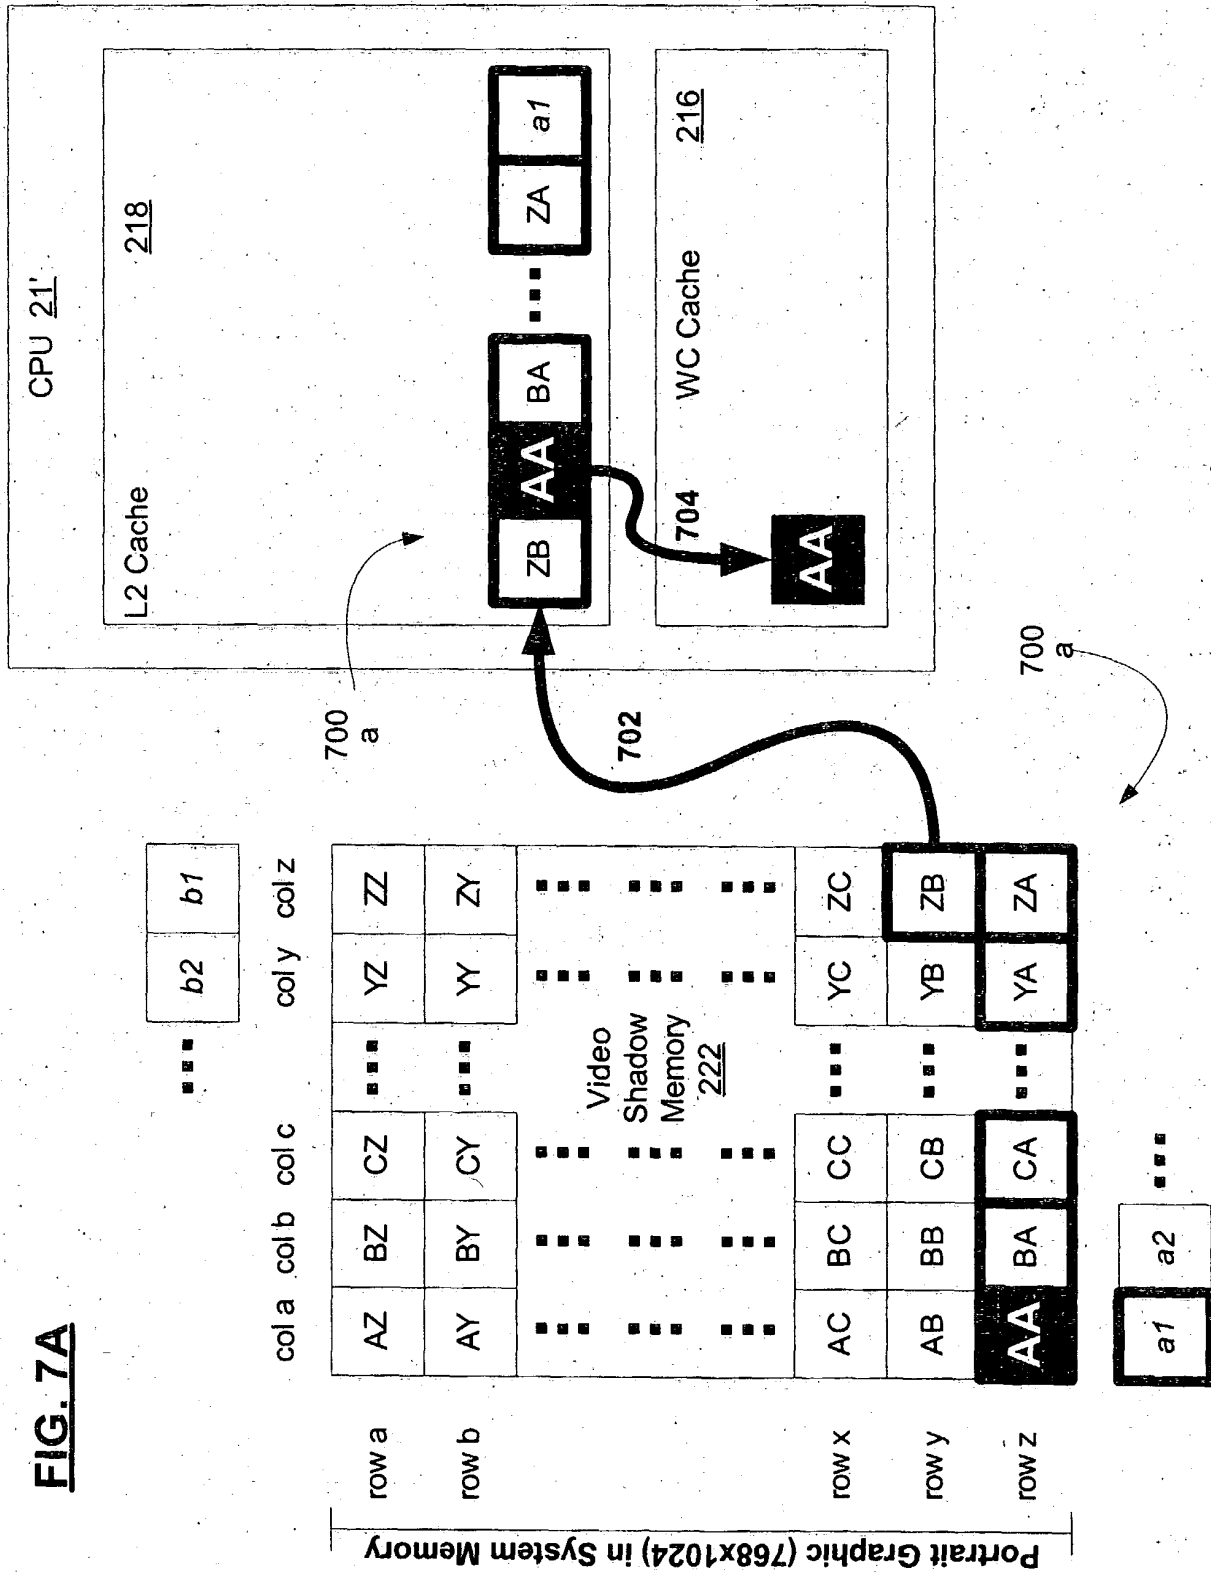 FIG. 7A
Portrait Graphic (768x1024) in System Memory
b2 b1
col a col b col c col y col z
row a AZ BZ CZ YZ ZZ
row b AY BY CY YY ZY
Video
Shadow
Memory
222
row x AC BC CC YC ZC
row y AB BB CB YB ZB
row z AA BA CA YA ZA
a1 a2
700
a
702
700
a
CPU 21'
L2 Cache 218
ZB AA BA ZA a1
704
WC Cache 216
AA